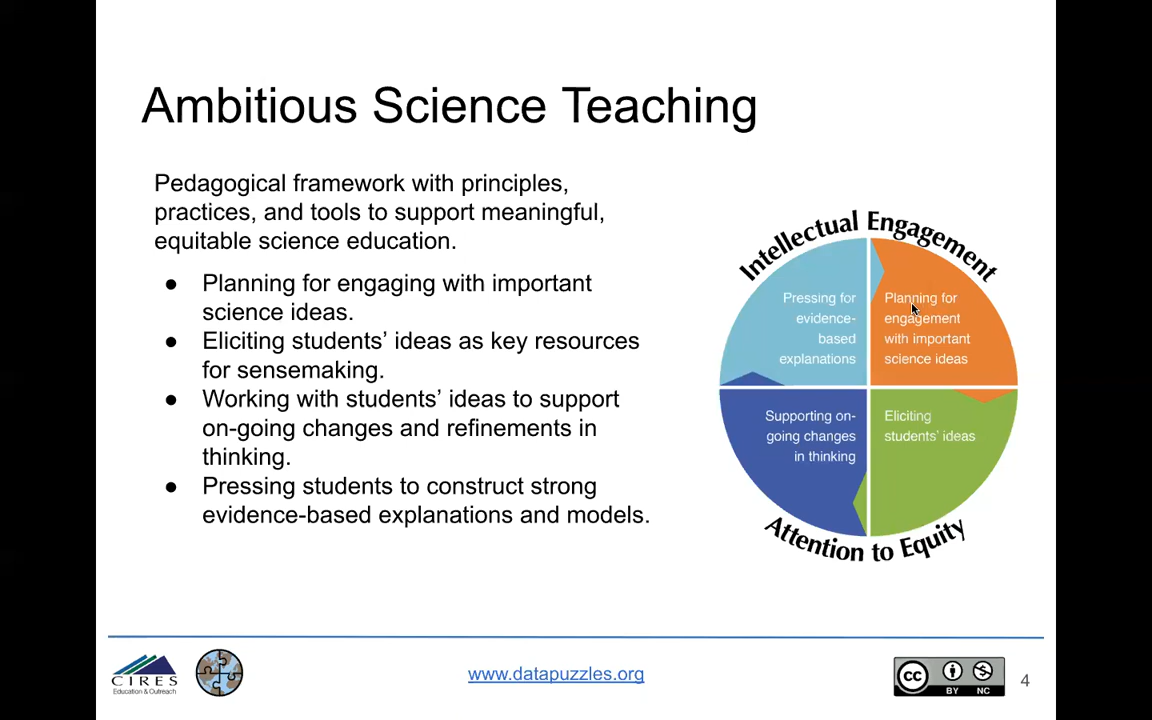 Ambitious Science Teaching
Pedagogical framework with principles,
practices, and tools to support meaningful,
equitable science education.
● Planning for engaging with important
science ideas.
● Eliciting students’ ideas as key resources
for sensemaking.
● Working with students’ ideas to support
on-going changes and refinements in
thinking.
● Pressing students to construct strong
evidence-based explanations and models.
Intellectual Engagement
Pressing for
evidence-
based
explanations
Planning for
engagement
with important
science ideas
Supporting on-
going changes
in thinking
Eliciting
students’ ideas
Attention to Equity
CIRES
Education & Outreach
www.datapuzzles.org
cc
BY NC
4